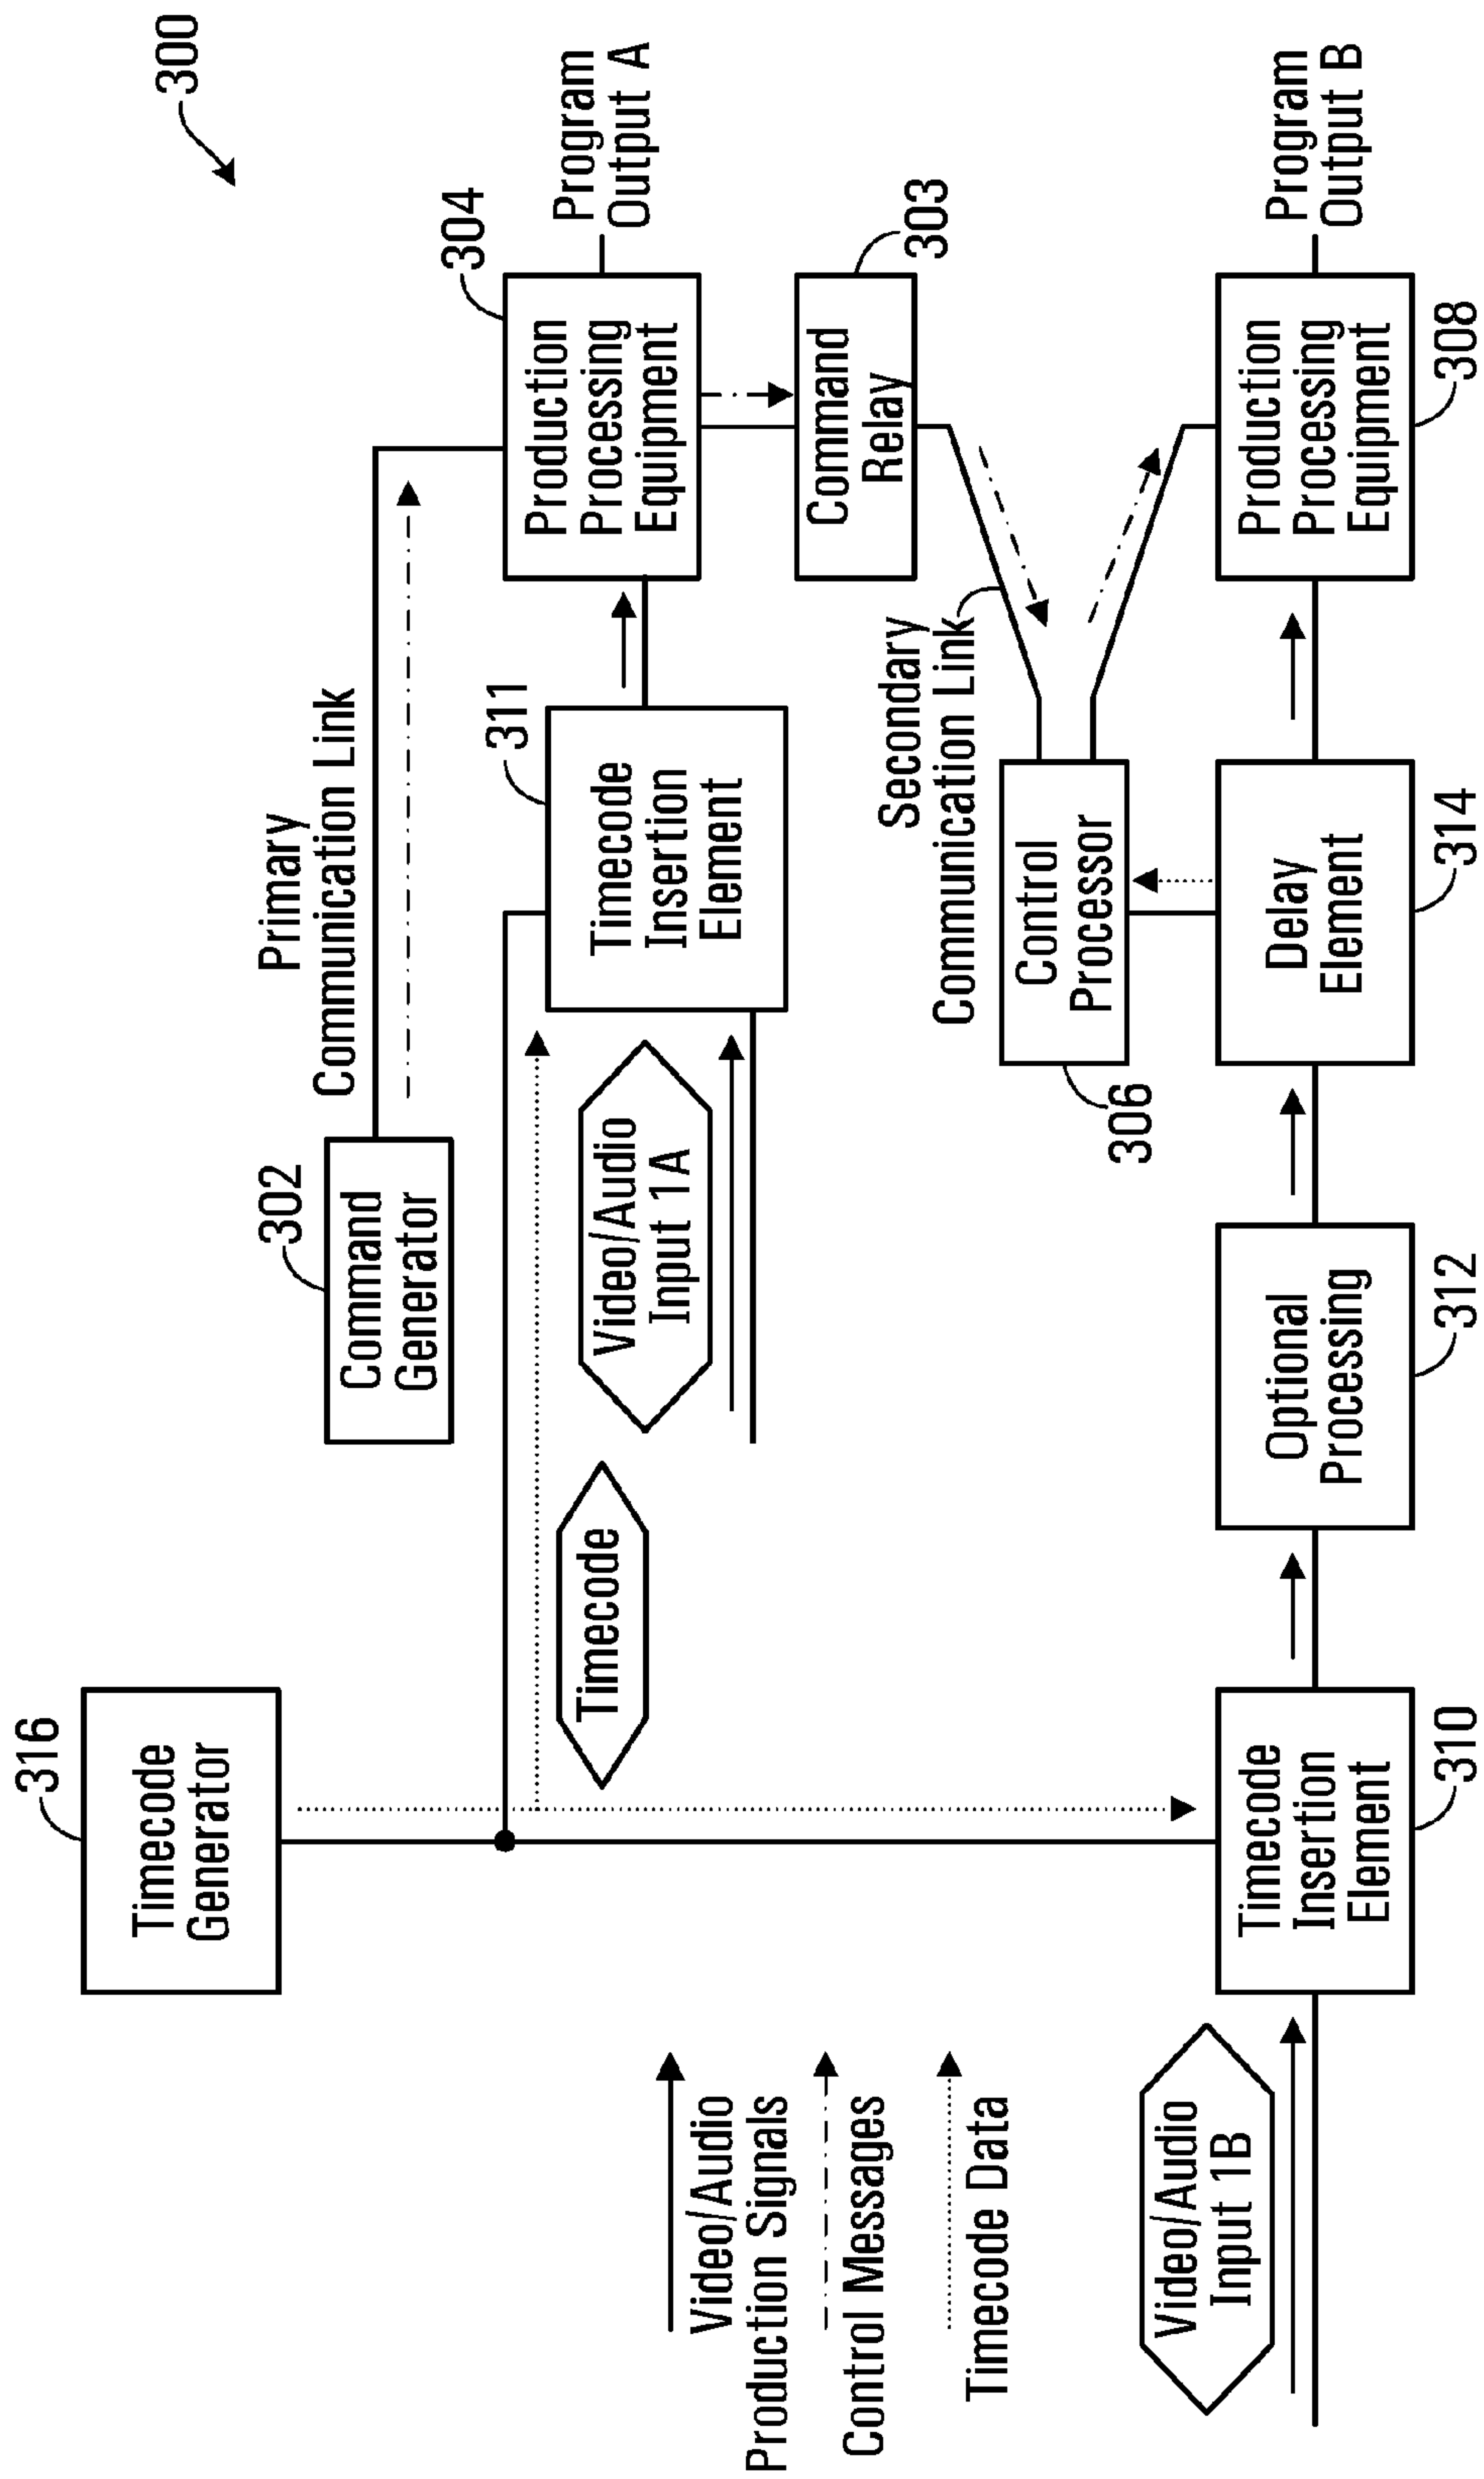 300
316
Timecode
Generator
302
Command
Generator
Primary
Communication Link
304
Production
Processing
Equipment
Program
Output A
311
Timecode
Insertion
Element
Timecode
Video/Audio
Input 1A
303
Command
Relay
Secondary
Communication Link
Control
Processor
306
Video/Audio
Production Signals
Control Messages
Timecode Data
Video/Audio
Input 1B
Timecode
Insertion
Element
310
Optional
Processing
312
Delay
Element
314
Production
Processing
Equipment
308
Program
Output B